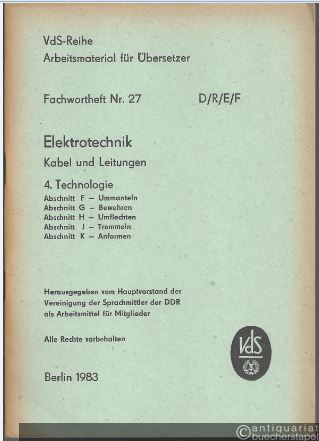 VdS-Reihe
Arbeitsmaterial für Übersetzer
Fachwortheft Nr. 27 D/R/E/F
Elektrotechnik
Kabel und Leitungen
4. Technologie
Abschnitt F – Ummanteln
Abschnitt G – Bewehren
Abschnitt H – Umflechten
Abschnitt J – Trommeln
Abschnitt K – Anformen
Herausgegeben vom Hauptvorstand der
Vereinigung der Sprachmittler der DDR
als Arbeitsmittel für Mitglieder
Alle Rechte vorbehalten
VdS
Berlin 1983
©antiquariat
buecherstapel